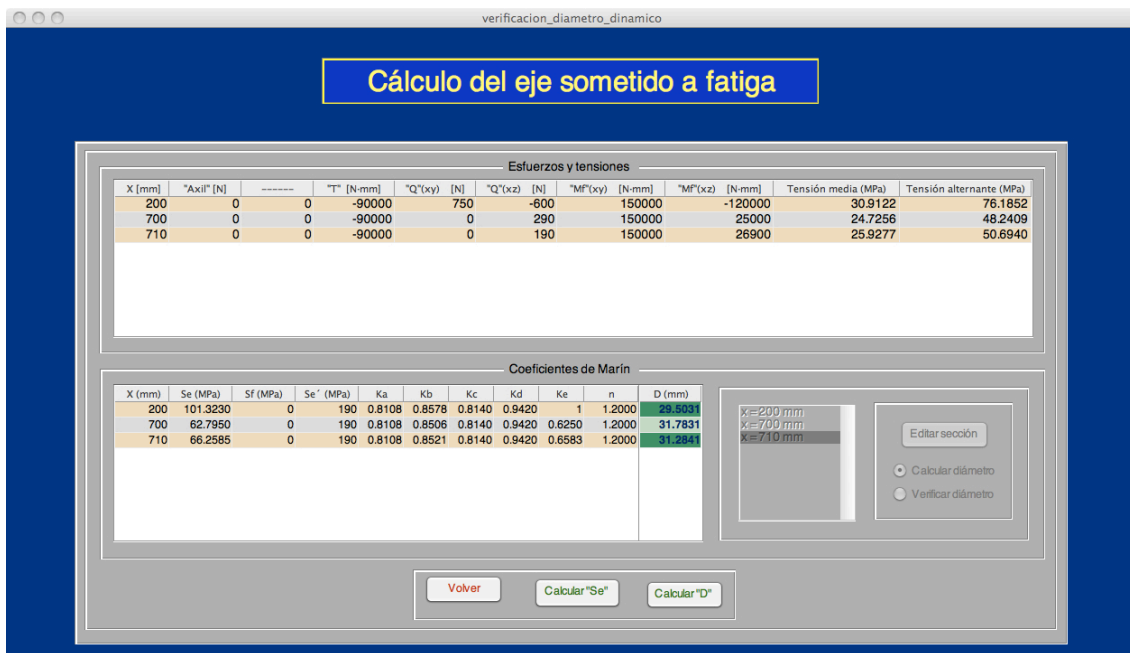 verificacion_diametro_dinamico
Cálculo del eje sometido a fatiga
Esfuerzos y tensiones
X [mm] "Axil" [N] ------ "T" [N·mm] "Q"(xy) [N] "Q"(xz) [N] "Mf"(xy) [N·mm] "Mf"(xz) [N·mm] Tensión media (MPa) Tensión alternante (MPa)
200 0 0 -90000 750 -600 150000 -120000 30.9122 76.1852
700 0 0 -90000 0 290 150000 25000 24.7256 48.2409
710 0 0 -90000 0 190 150000 26900 25.9277 50.6940
Coeficientes de Marín
X (mm) Se (MPa) Sf (MPa) Se´ (MPa) Ka Kb Kc Kd Ke n D (mm)
200 101.3230 0 190 0.8108 0.8578 0.8140 0.9420 1 1.2000 29.5031
700 62.7950 0 190 0.8108 0.8506 0.8140 0.9420 0.6250 1.2000 31.7831
710 66.2585 0 190 0.8108 0.8521 0.8140 0.9420 0.6583 1.2000 31.2841
x=200 mm
x=700 mm
x=710 mm
Editar sección
Calcular diámetro
Verificar diámetro
Volver
Calcular "Se"
Calcular "D"